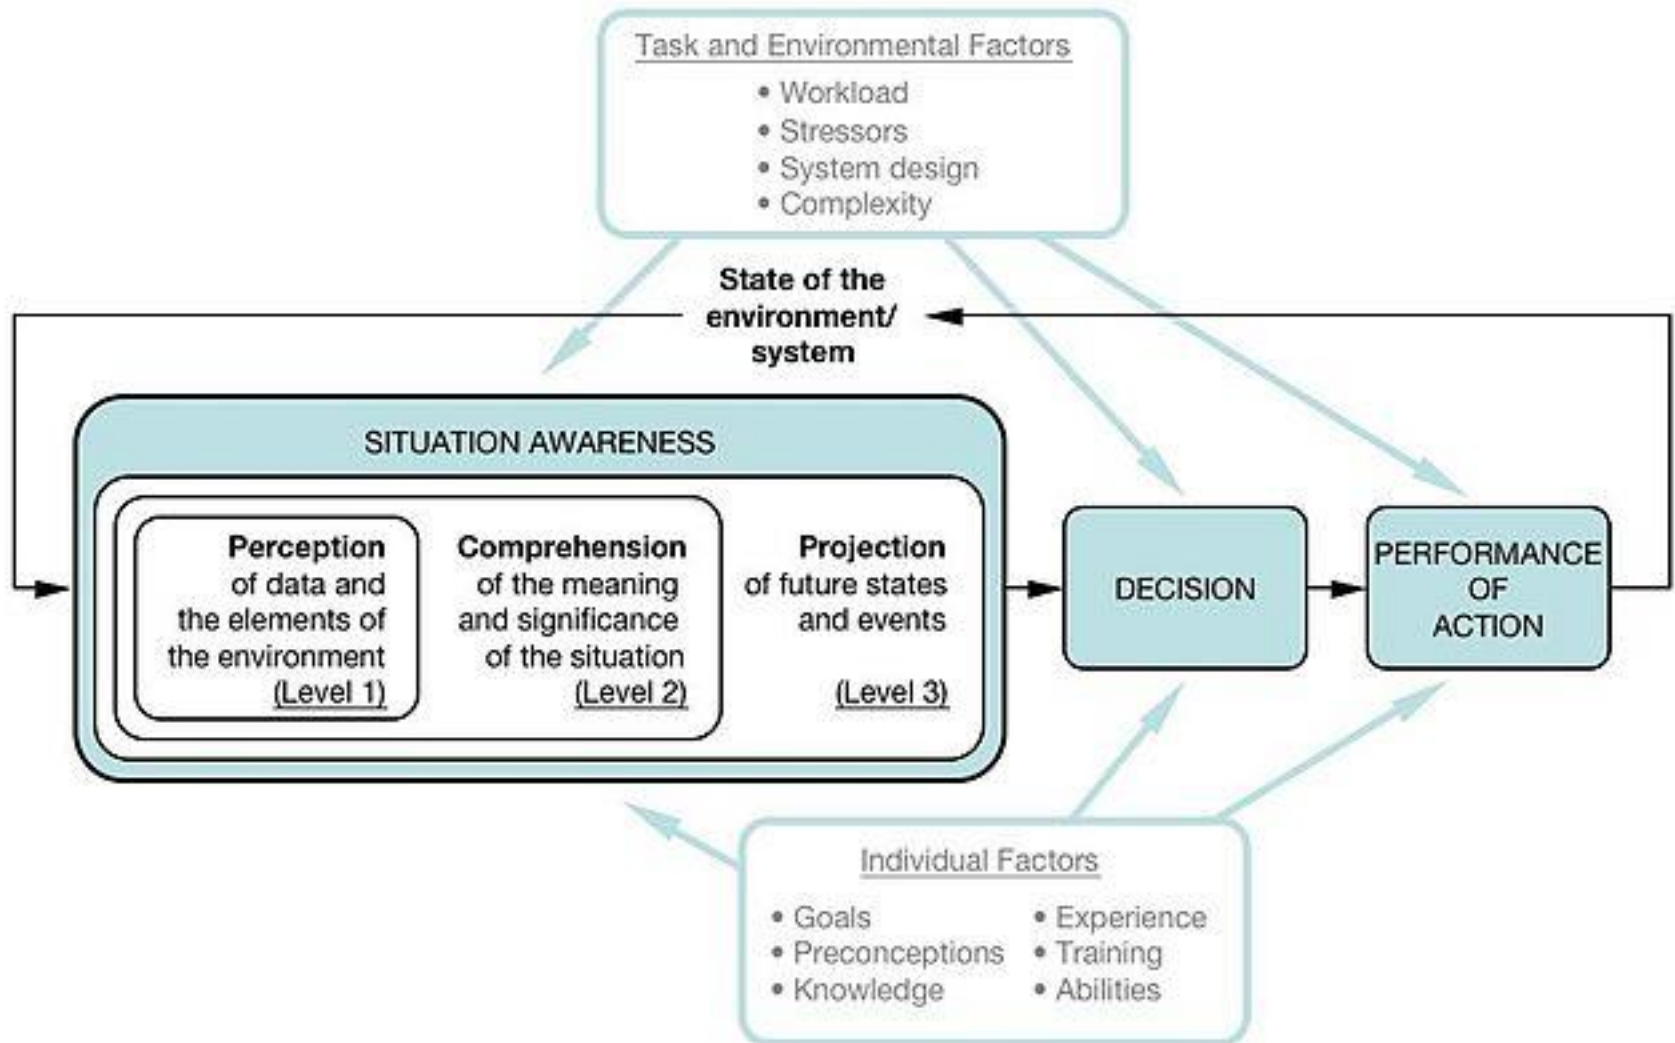 Task and Environmental Factors
• Workload
• Stressors
• System design
• Complexity
State of the
environment/
system
SITUATION AWARENESS
Perception
of data and
the elements of
the environment
(Level 1)
Comprehension
of the meaning
and significance
of the situation
(Level 2)
Projection
of future states
and events
(Level 3)
DECISION
PERFORMANCE
OF
ACTION
Individual Factors
• Goals
• Preconceptions
• Knowledge
• Experience
• Training
• Abilities